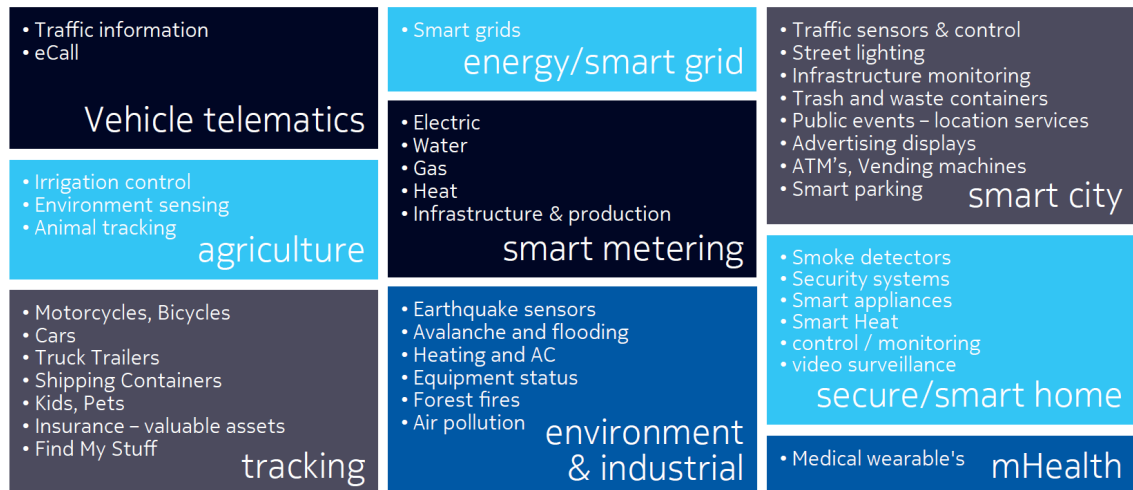 • Traffic information
• eCall
Vehicle telematics
• Irrigation control
• Environment sensing
• Animal tracking
agriculture
• Motorcycles, Bicycles
• Cars
• Truck Trailers
• Shipping Containers
• Kids, Pets
• Insurance – valuable assets
• Find My Stuff
tracking
• Smart grids
energy/smart grid
• Electric
• Water
• Gas
• Heat
• Infrastructure & production
smart metering
• Earthquake sensors
• Avalanche and flooding
• Heating and AC
• Equipment status
• Forest fires
• Air pollution
environment
& industrial
• Traffic sensors & control
• Street lighting
• Infrastructure monitoring
• Trash and waste containers
• Public events – location services
• Advertising displays
• ATM’s, Vending machines
• Smart parking
smart city
• Smoke detectors
• Security systems
• Smart appliances
• Smart Heat
• control / monitoring
• video surveillance
secure/smart home
• Medical wearable's
mHealth